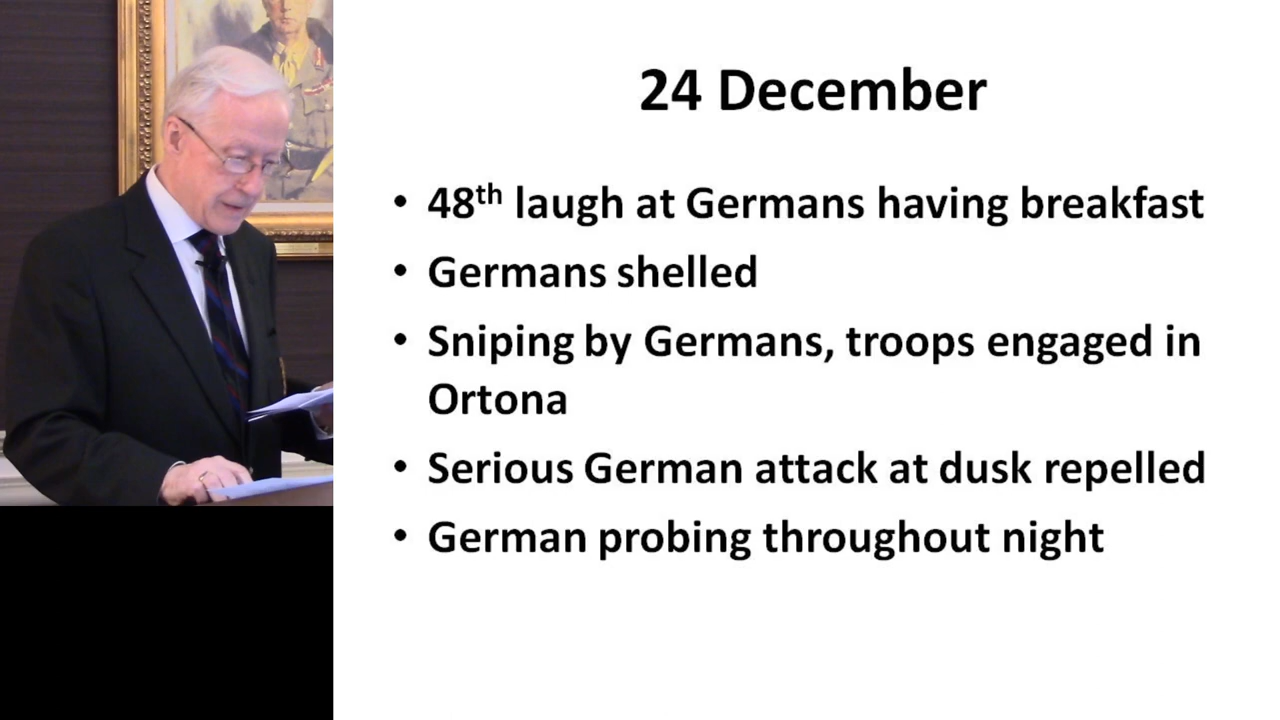 24 December
• 48th laugh at Germans having breakfast
• Germans shelled
• Sniping by Germans, troops engaged in
Ortona
• Serious German attack at dusk repelled
• German probing throughout night